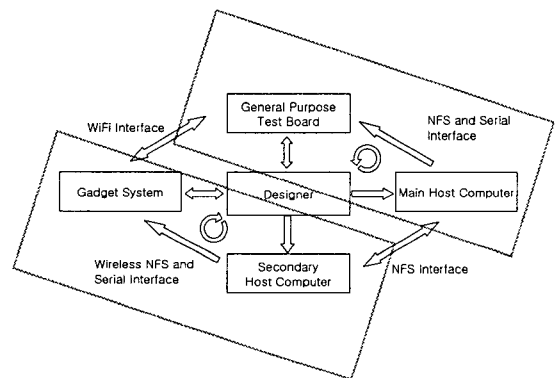 General Purpose
Test Board
WiFi Interface
NFS and Serial
Interface
Gadget System
Designer
Main Host Computer
Wireless NFS and
Serial Interface
Secondary
Host Computer
NFS Interface